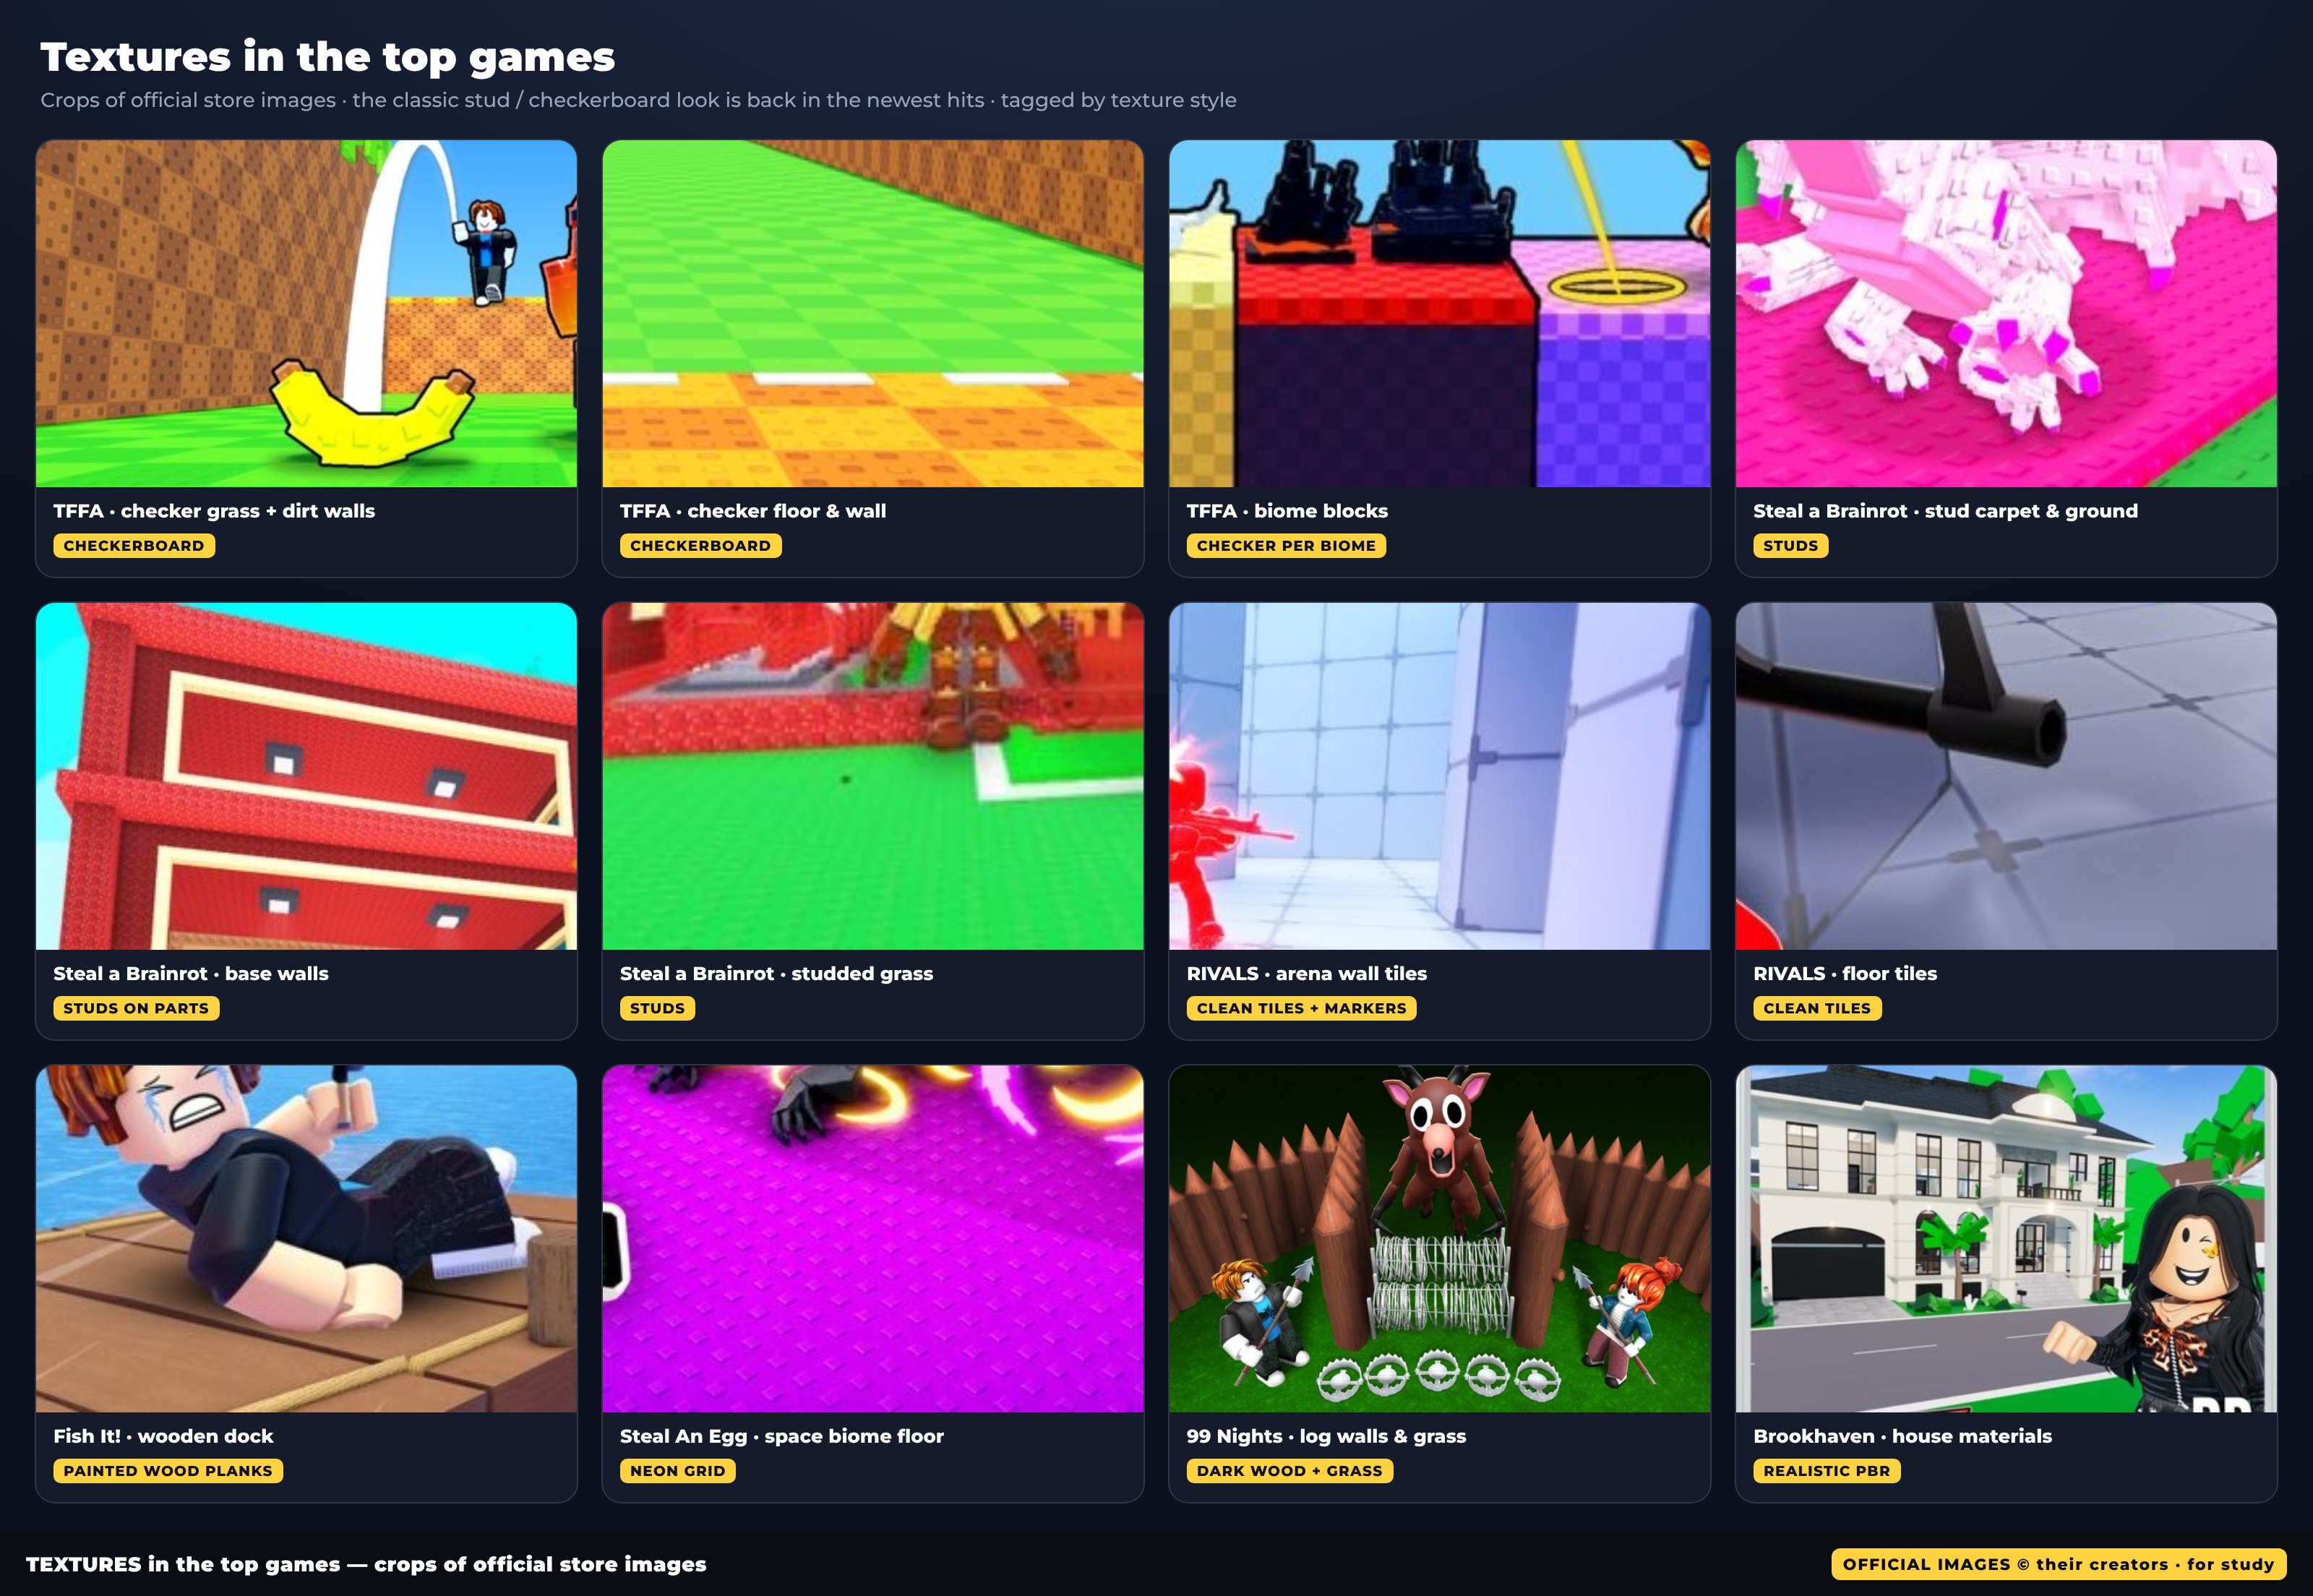 Textures in the top games
Crops of official store images · the classic stud / checkerboard look is back in the newest hits · tagged by texture style
TFFA · checker grass + dirt walls
CHECKERBOARD
TFFA · checker floor & wall
CHECKERBOARD
TFFA · biome blocks
CHECKER PER BIOME
Steal a Brainrot · stud carpet & ground
STUDS
Steal a Brainrot · base walls
STUDS ON PARTS
Steal a Brainrot · studded grass
STUDS
RIVALS · arena wall tiles
CLEAN TILES + MARKERS
RIVALS · floor tiles
CLEAN TILES
Fish It! · wooden dock
PAINTED WOOD PLANKS
Steal An Egg · space biome floor
NEON GRID
99 Nights · log walls & grass
DARK WOOD + GRASS
Brookhaven · house materials
REALISTIC PBR
TEXTURES in the top games — crops of official store images
OFFICIAL IMAGES © their creators · for study